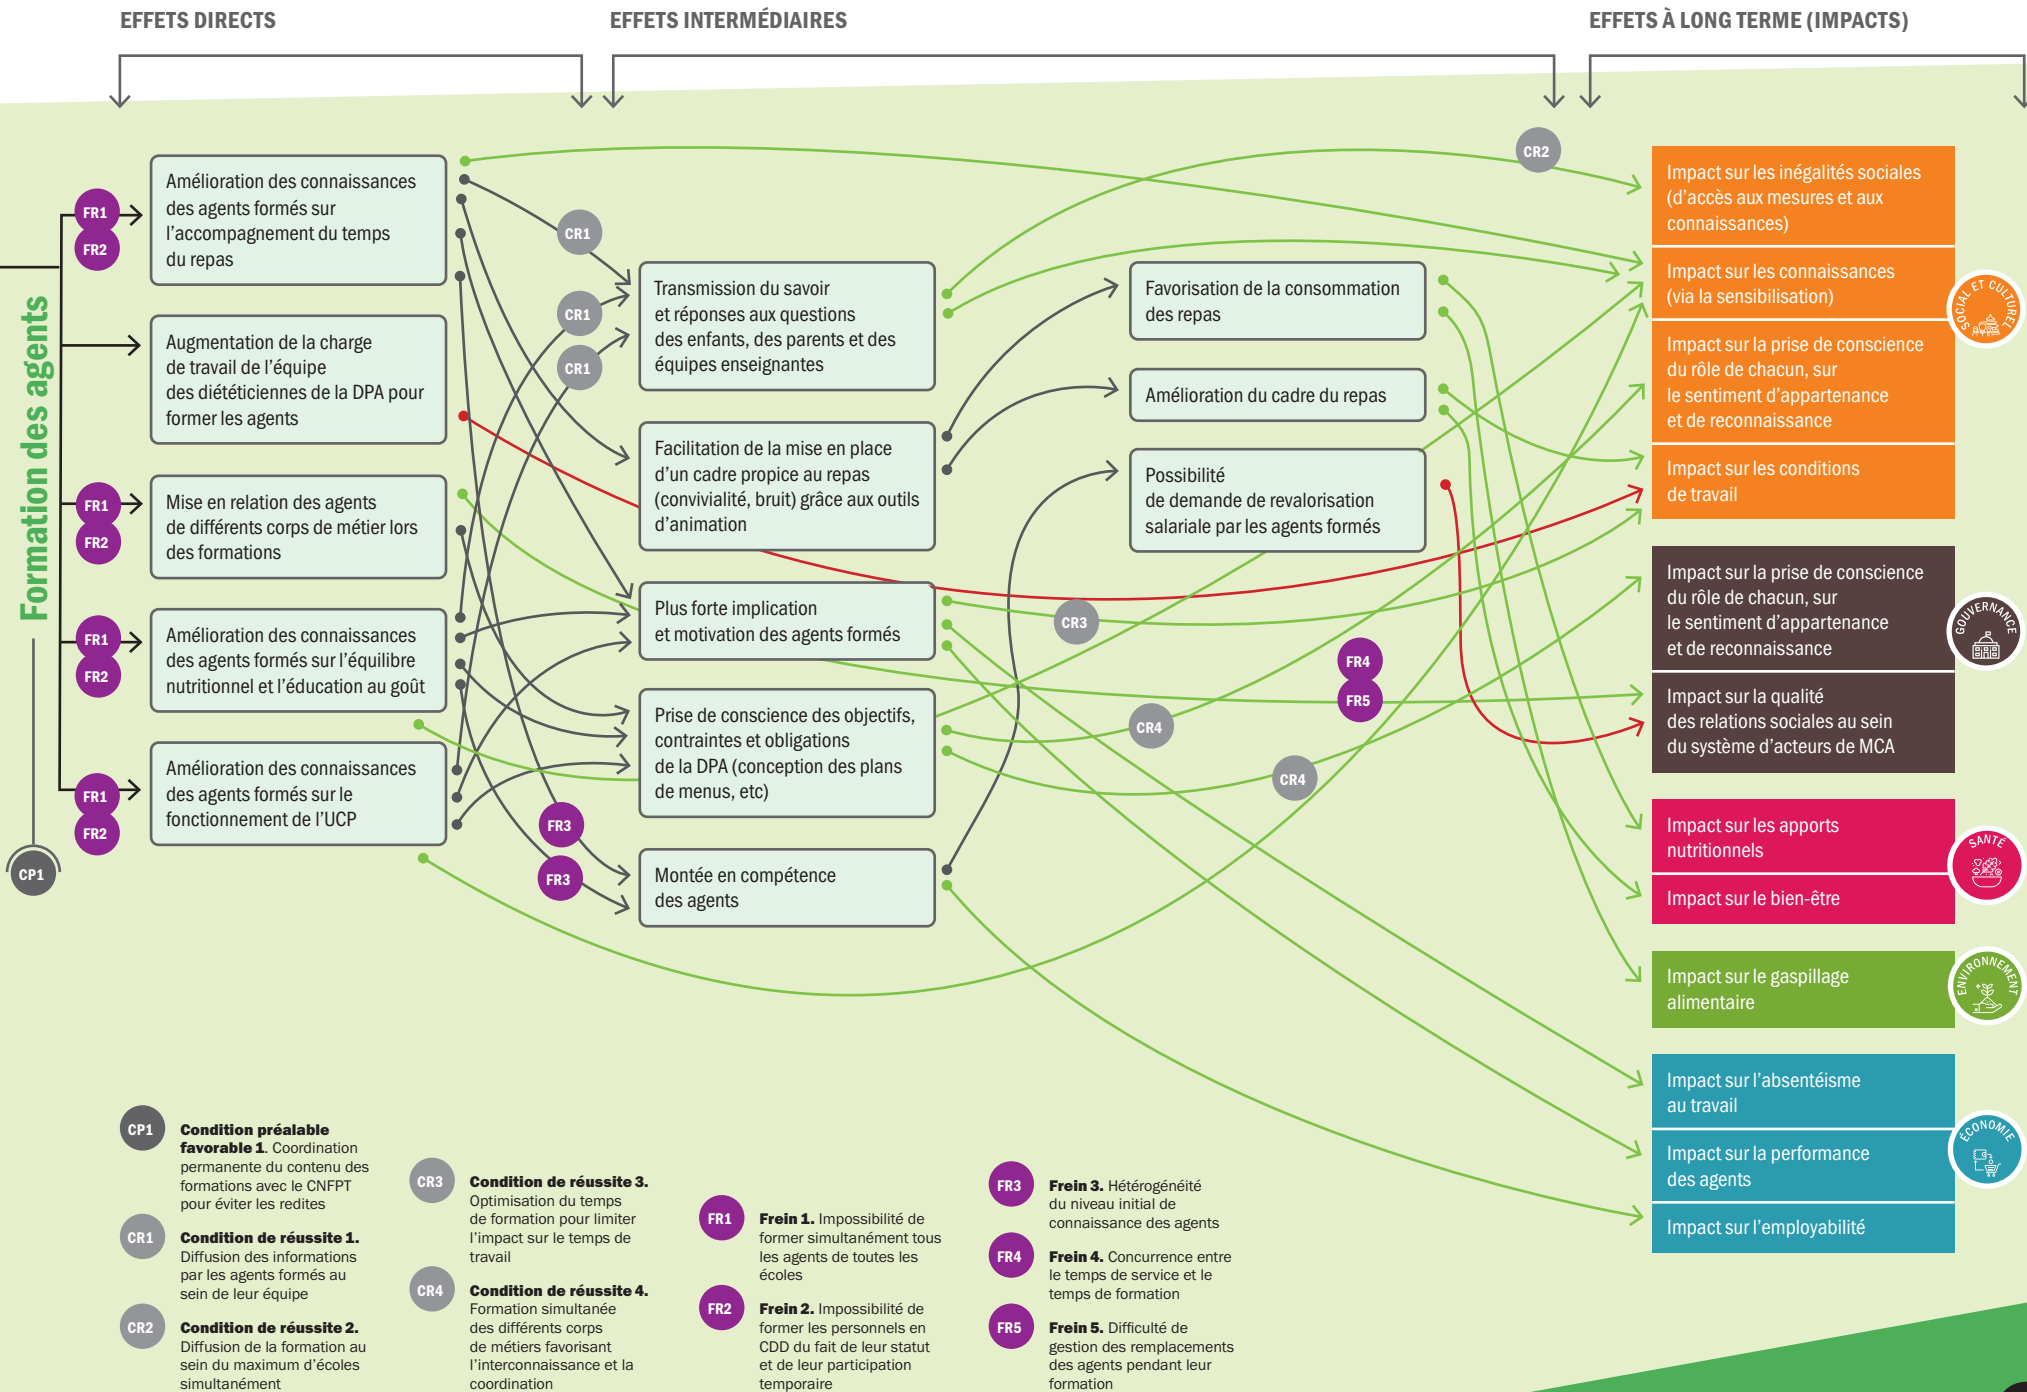 EFFETS DIRECTS
EFFETS INTERMÉDIAIRES
EFFETS À LONG TERME (IMPACTS)
Formation des agents
CP1
FR1
FR2
Amélioration des connaissances
des agents formés sur
l'accompagnement du temps
du repas
Augmentation de la charge
de travail de l'équipe
des diététiciennes de la DPA pour
former les agents
FR1
FR2
Mise en relation des agents
de différents corps de métier lors
des formations
FR1
FR2
Amélioration des connaissances
des agents formés sur l'équilibre
nutritionnel et l'éducation au goût
FR1
FR2
Amélioration des connaissances
des agents formés sur le
fonctionnement de l'UCP
CR1
CR1
CR1
FR3
FR3
Transmission du savoir
et réponses aux questions
des enfants, des parents et des
équipes enseignantes
Facilitation de la mise en place
d'un cadre propice au repas
(convivialité, bruit) grâce aux outils
d'animation
Plus forte implication
et motivation des agents formés
Prise de conscience des objectifs,
contraintes et obligations
de la DPA (conception des plans
de menus, etc)
Montée en compétence
des agents
Favorisation de la consommation
des repas
Amélioration du cadre du repas
Possibilité
de demande de revalorisation
salariale par les agents formés
CR2
CR3
CR4
CR4
FR4
FR5
Impact sur les inégalités sociales
(d'accès aux mesures et aux
connaissances)
Impact sur les connaissances
(via la sensibilisation)
Impact sur la prise de conscience
du rôle de chacun, sur
le sentiment d'appartenance
et de reconnaissance
Impact sur les conditions
de travail
SOCIAL ET CULTUREL
Impact sur la prise de conscience
du rôle de chacun, sur
le sentiment d'appartenance
et de reconnaissance
Impact sur la qualité
des relations sociales au sein
du système d'acteurs de MCA
GOUVERNANCE
Impact sur les apports
nutritionnels
Impact sur le bien-être
SANTÉ
Impact sur le gaspillage
alimentaire
ENVIRONNEMENT
Impact sur l'absentéisme
au travail
Impact sur la performance
des agents
Impact sur l'employabilité
ÉCONOMIE
CP1
Condition préalable
favorable 1. Coordination
permanente du contenu des
formations avec le CNFPT
pour éviter les redites
CR1
Condition de réussite 1.
Diffusion des informations
par les agents formés au
sein de leur équipe
CR2
Condition de réussite 2.
Diffusion de la formation au
sein du maximum d'écoles
simultanément
CR3
Condition de réussite 3.
Optimisation du temps
de formation pour limiter
l'impact sur le temps de
travail
CR4
Condition de réussite 4.
Formation simultanée
des différents corps
de métiers favorisant
l'interconnaissance et la
coordination
FR1
Frein 1. Impossibilité de
former simultanément tous
les agents de toutes les
écoles
FR2
Frein 2. Impossibilité de
former les personnels en
CDD du fait de leur statut
et de leur participation
temporaire
FR3
Frein 3. Hétérogénéité
du niveau initial de
connaissance des agents
FR4
Frein 4. Concurrence entre
le temps de service et le
temps de formation
FR5
Frein 5. Difficulté de
gestion des remplacements
des agents pendant leur
formation